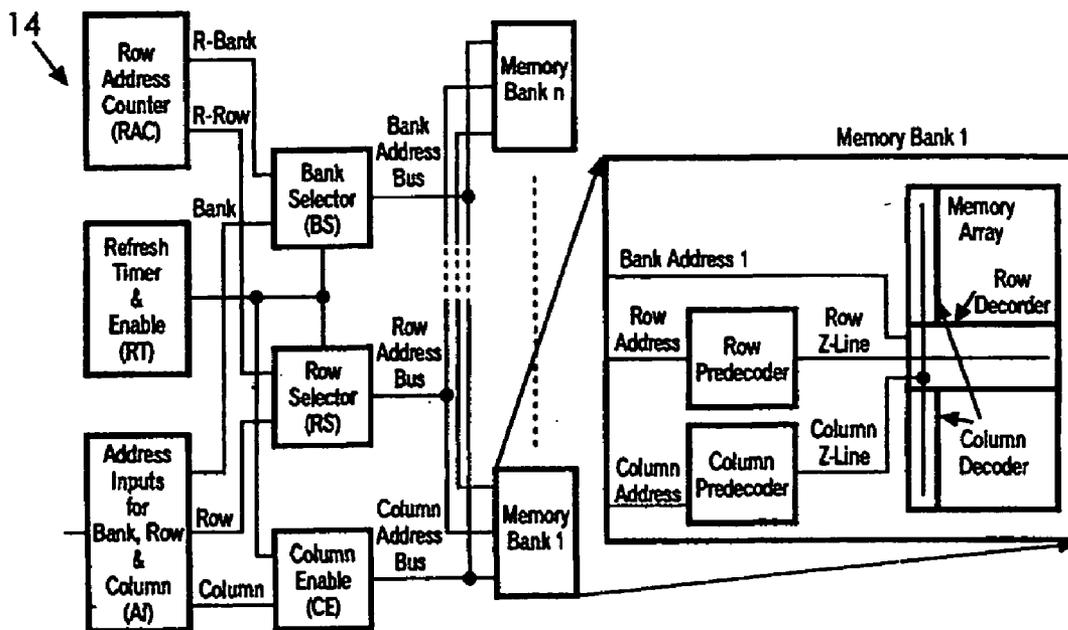 14
Row
Address
Counter
(RAC)
R-Bank
R-Row
Refresh
Timer
&
Enable
(RT)
Address
Inputs
for
Bank, Row
&
Column
(AI)
Bank
Row
Column
Bank
Selector
(BS)
Row
Selector
(RS)
Column
Enable
(CE)
Bank
Address
Bus
Row
Address
Bus
Column
Address
Bus
Memory
Bank n
Memory
Bank 1
Memory Bank 1
Bank Address 1
Row
Address
Row
Predecoder
Row
Z-Line
Column
Address
Column
Predecoder
Column
Z-Line
Memory
Array
Row
Decorder
Column
Decoder